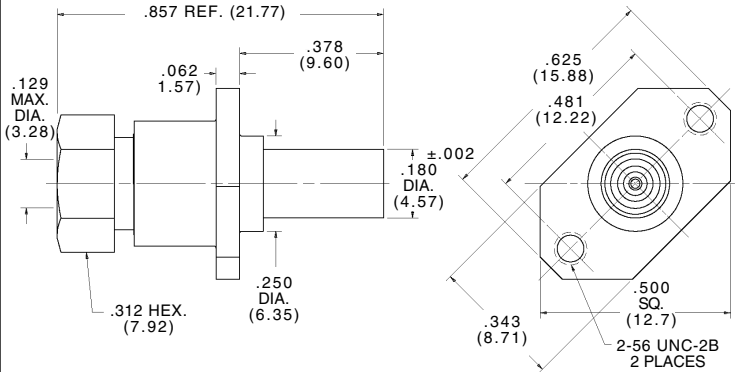 .857 REF. (21.77)
.378
(9.60)
.062
1.57)
.129
MAX.
DIA.
(3.28)
±.002
.180
DIA.
(4.57)
.250
DIA.
(6.35)
.312 HEX.
(7.92)
.625
(15.88)
.481
(12.22)
.343
(8.71)
.500
SQ.
(12.7)
2-56 UNC-2B
2 PLACES